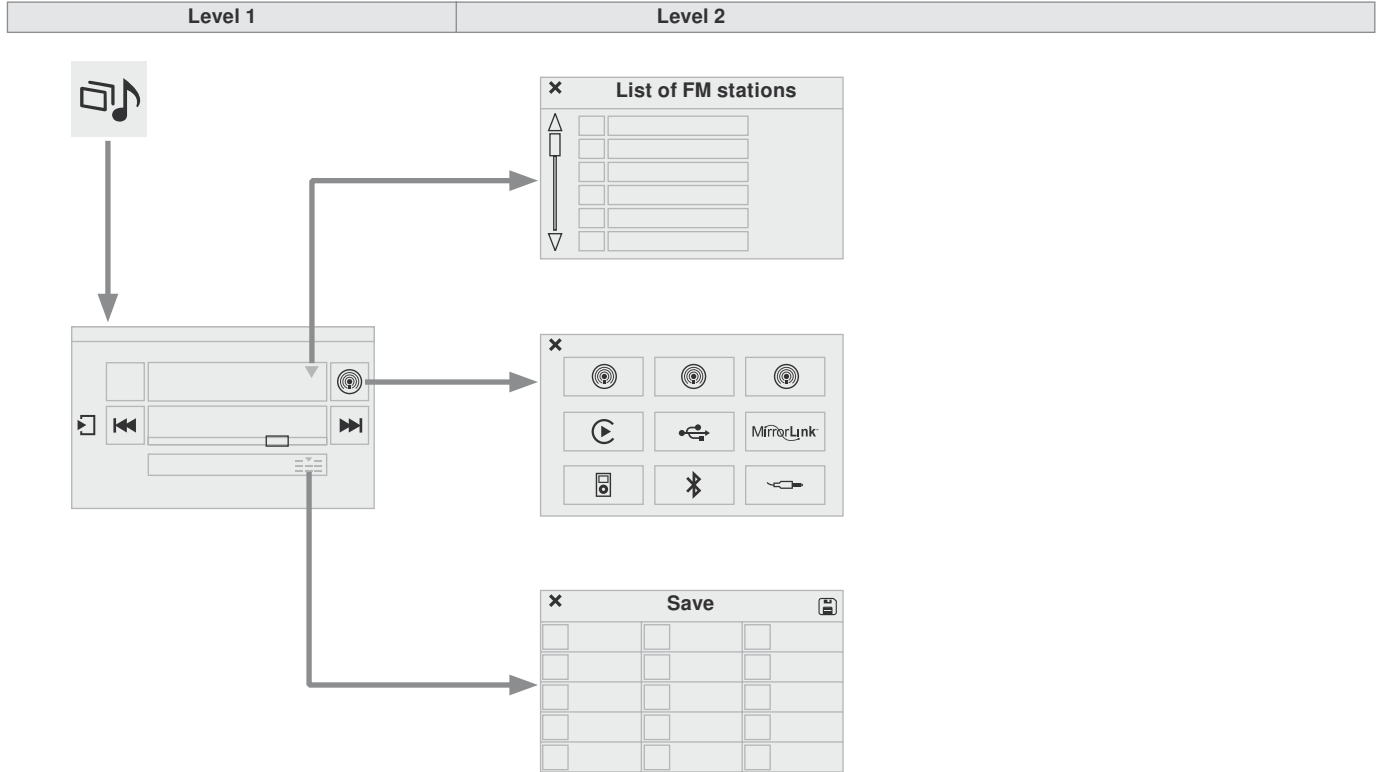 Level 1
Level 2
List of FM stations
MirrorLink
Save